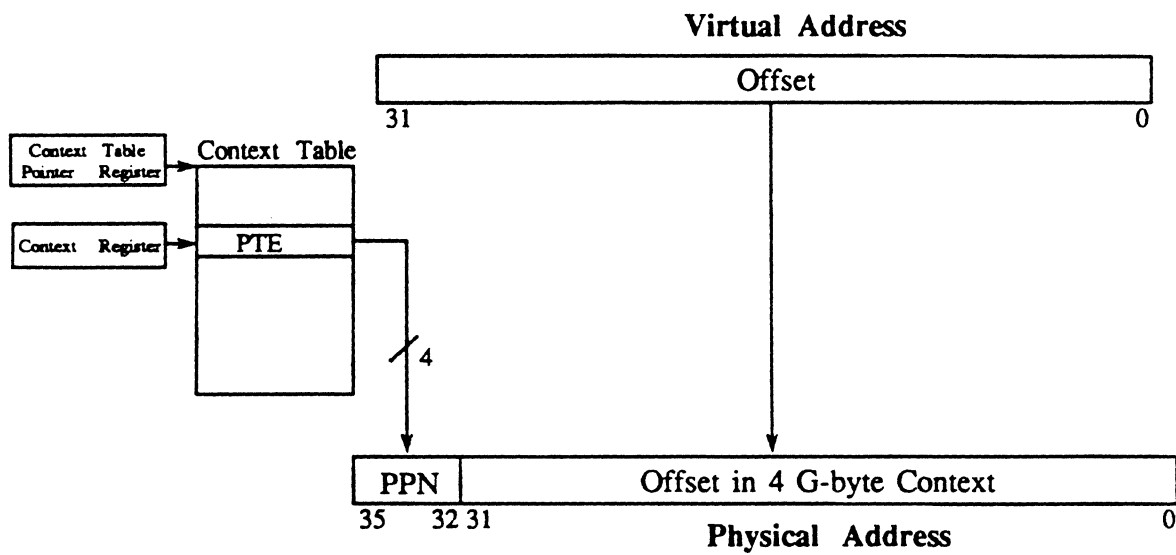 Virtual Address
Offset
31
0
Context Table
Pointer Register
Context Table
Context Register
PTE
4
PPN
Offset in 4 G-byte Context
35
32 31
0
Physical Address